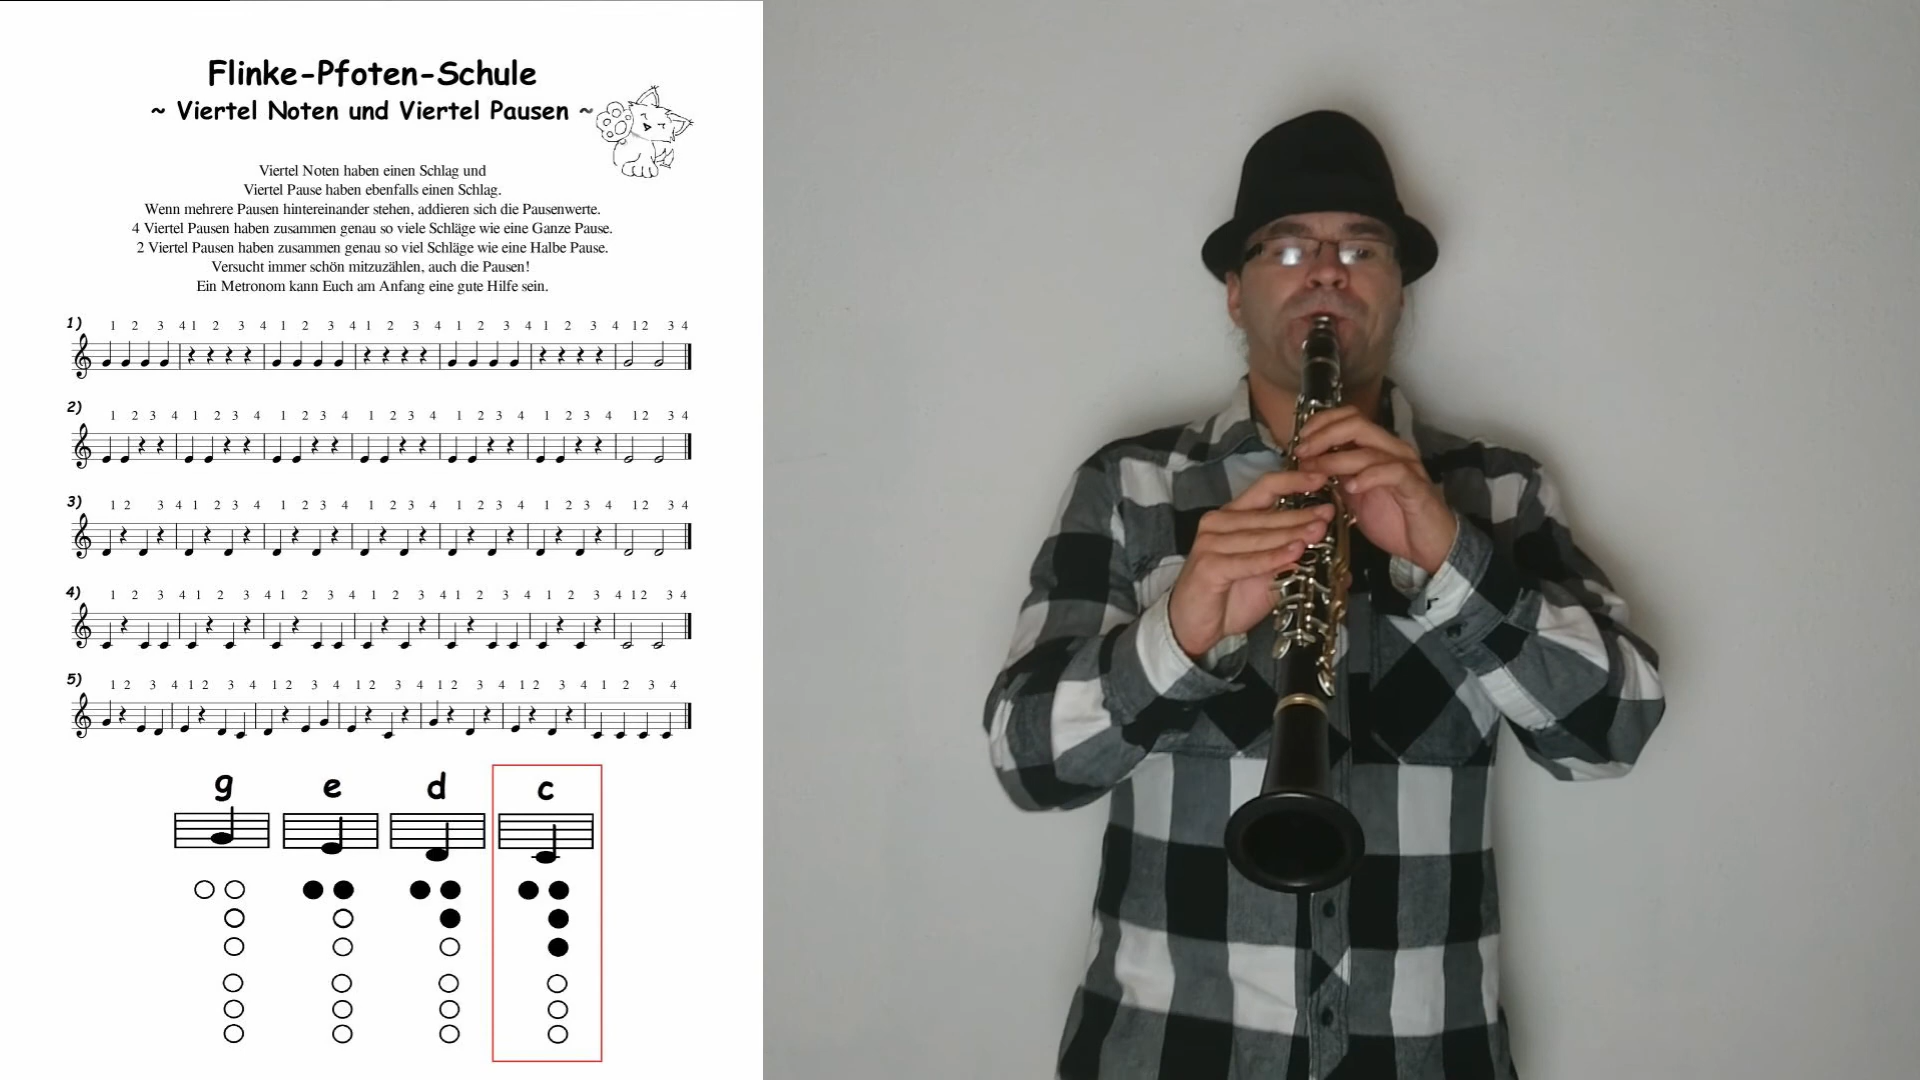 Flinke-Pfoten-Schule
~ Viertel Noten und Viertel Pausen ~
Viertel Noten haben einen Schlag und
Viertel Pause haben ebenfalls einen Schlag.
Wenn mehrere Pausen hintereinander stehen, addieren sich die Pausenwerte.
4 Viertel Pausen haben zusammen genau so viele Schläge wie eine Ganze Pause.
2 Viertel Pausen haben zusammen genau so viel Schläge wie eine Halbe Pause.
Versucht immer schön mitzuzählen, auch die Pausen!
Ein Metronom kann Euch am Anfang eine gute Hilfe sein.
1) 1 2 3 4 1 2 3 4 1 2 3 4 1 2 3 4 1 2 3 4 1 2 3 4 1 2 3 4
2) 1 2 3 4 1 2 3 4 1 2 3 4 1 2 3 4 1 2 3 4 1 2 3 4 1 2 3 4
3) 1 2 3 4 1 2 3 4 1 2 3 4 1 2 3 4 1 2 3 4 1 2 3 4 1 2 3 4
4) 1 2 3 4 1 2 3 4 1 2 3 4 1 2 3 4 1 2 3 4 1 2 3 4 1 2 3 4
5) 1 2 3 4 1 2 3 4 1 2 3 4 1 2 3 4 1 2 3 4 1 2 3 4 1 2 3 4
g e d c